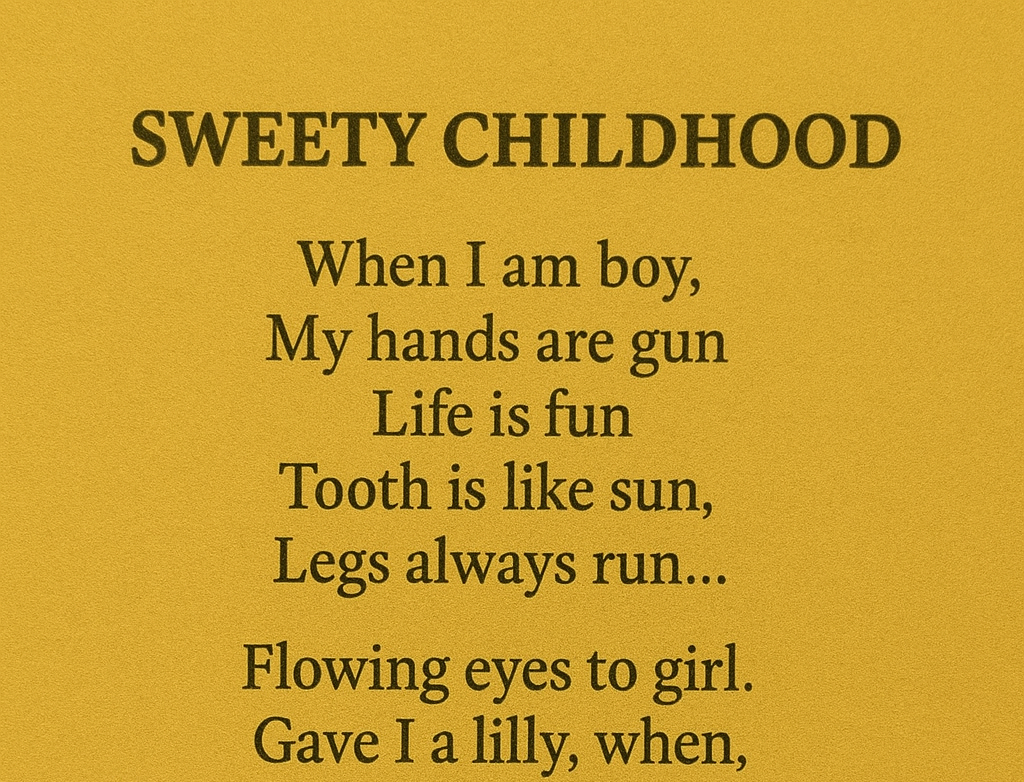 SWEETY CHILDHOOD
When I am boy,
My hands are gun
Life is fun
Tooth is like sun,
Legs always run...
Flowing eyes to girl.
Gave I a lilly, when,